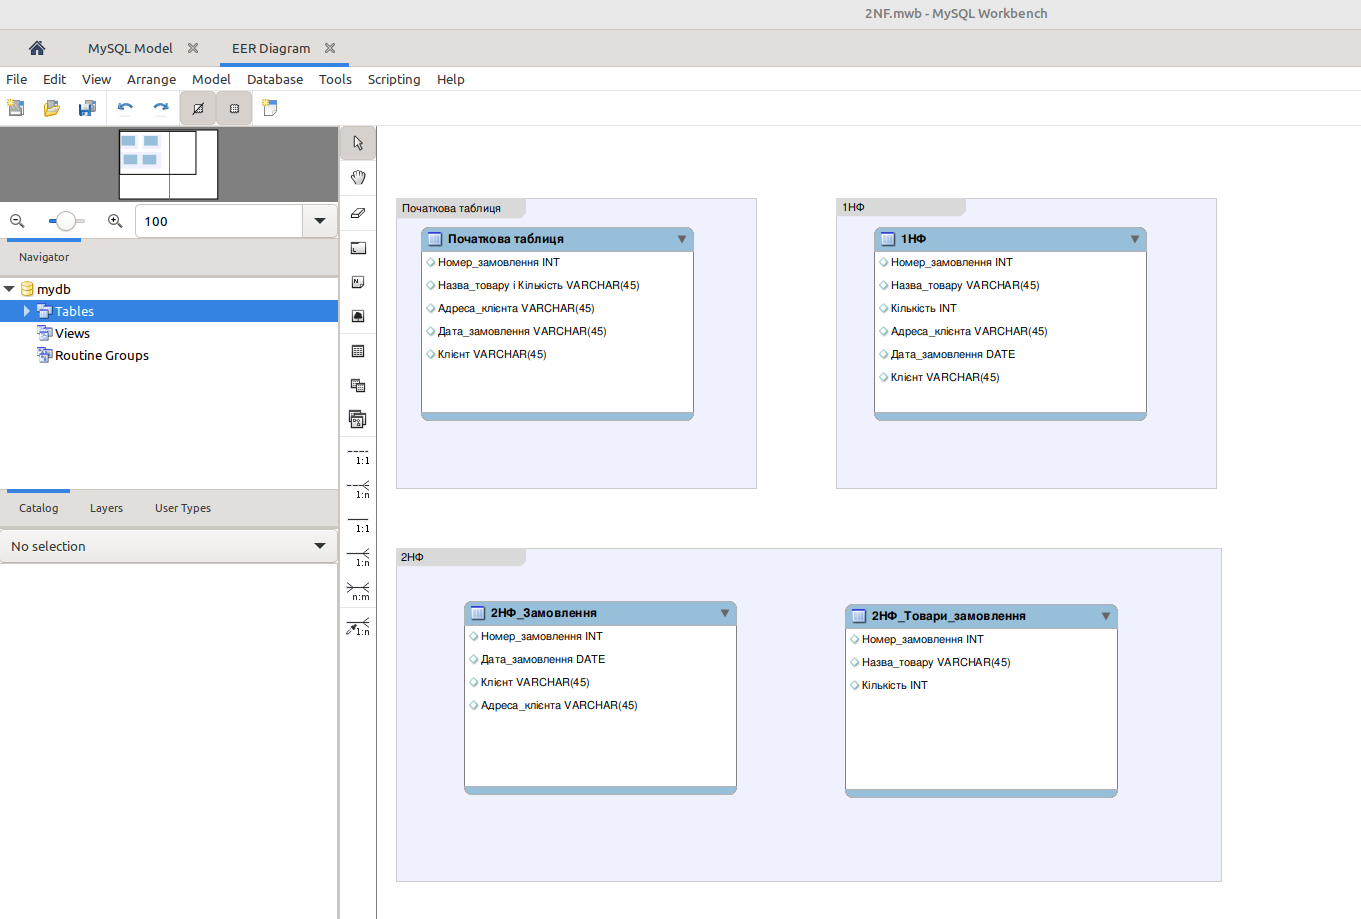 2NF.mwb - MySQL Workbench
MySQL Model
EER Diagram
File Edit View Arrange Model Database Tools Scripting Help
100
Navigator
mydb
Tables
Views
Routine Groups
Catalog Layers User Types
No selection
1:1
1:n
1:1
1:n
n:m
1:n
Початкова таблиця
Початкова таблиця
Номер_замовлення INT
Назва_товару і Кількість VARCHAR(45)
Адреса_клієнта VARCHAR(45)
Дата_замовлення VARCHAR(45)
Клієнт VARCHAR(45)
1НФ
1НФ
Номер_замовлення INT
Назва_товару VARCHAR(45)
Кількість INT
Адреса_клієнта VARCHAR(45)
Дата_замовлення DATE
Клієнт VARCHAR(45)
2НФ
2НФ_Замовлення
Номер_замовлення INT
Дата_замовлення DATE
Клієнт VARCHAR(45)
Адреса_клієнта VARCHAR(45)
2НФ_Товари_замовлення
Номер_замовлення INT
Назва_товару VARCHAR(45)
Кількість INT